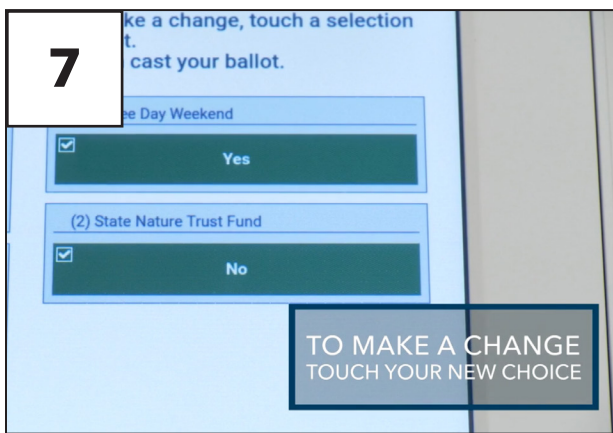 7
ke a change, touch a selection
t.
cast your ballot.
ee Day Weekend
Yes
(2) State Nature Trust Fund
No
TO MAKE A CHANGE
TOUCH YOUR NEW CHOICE